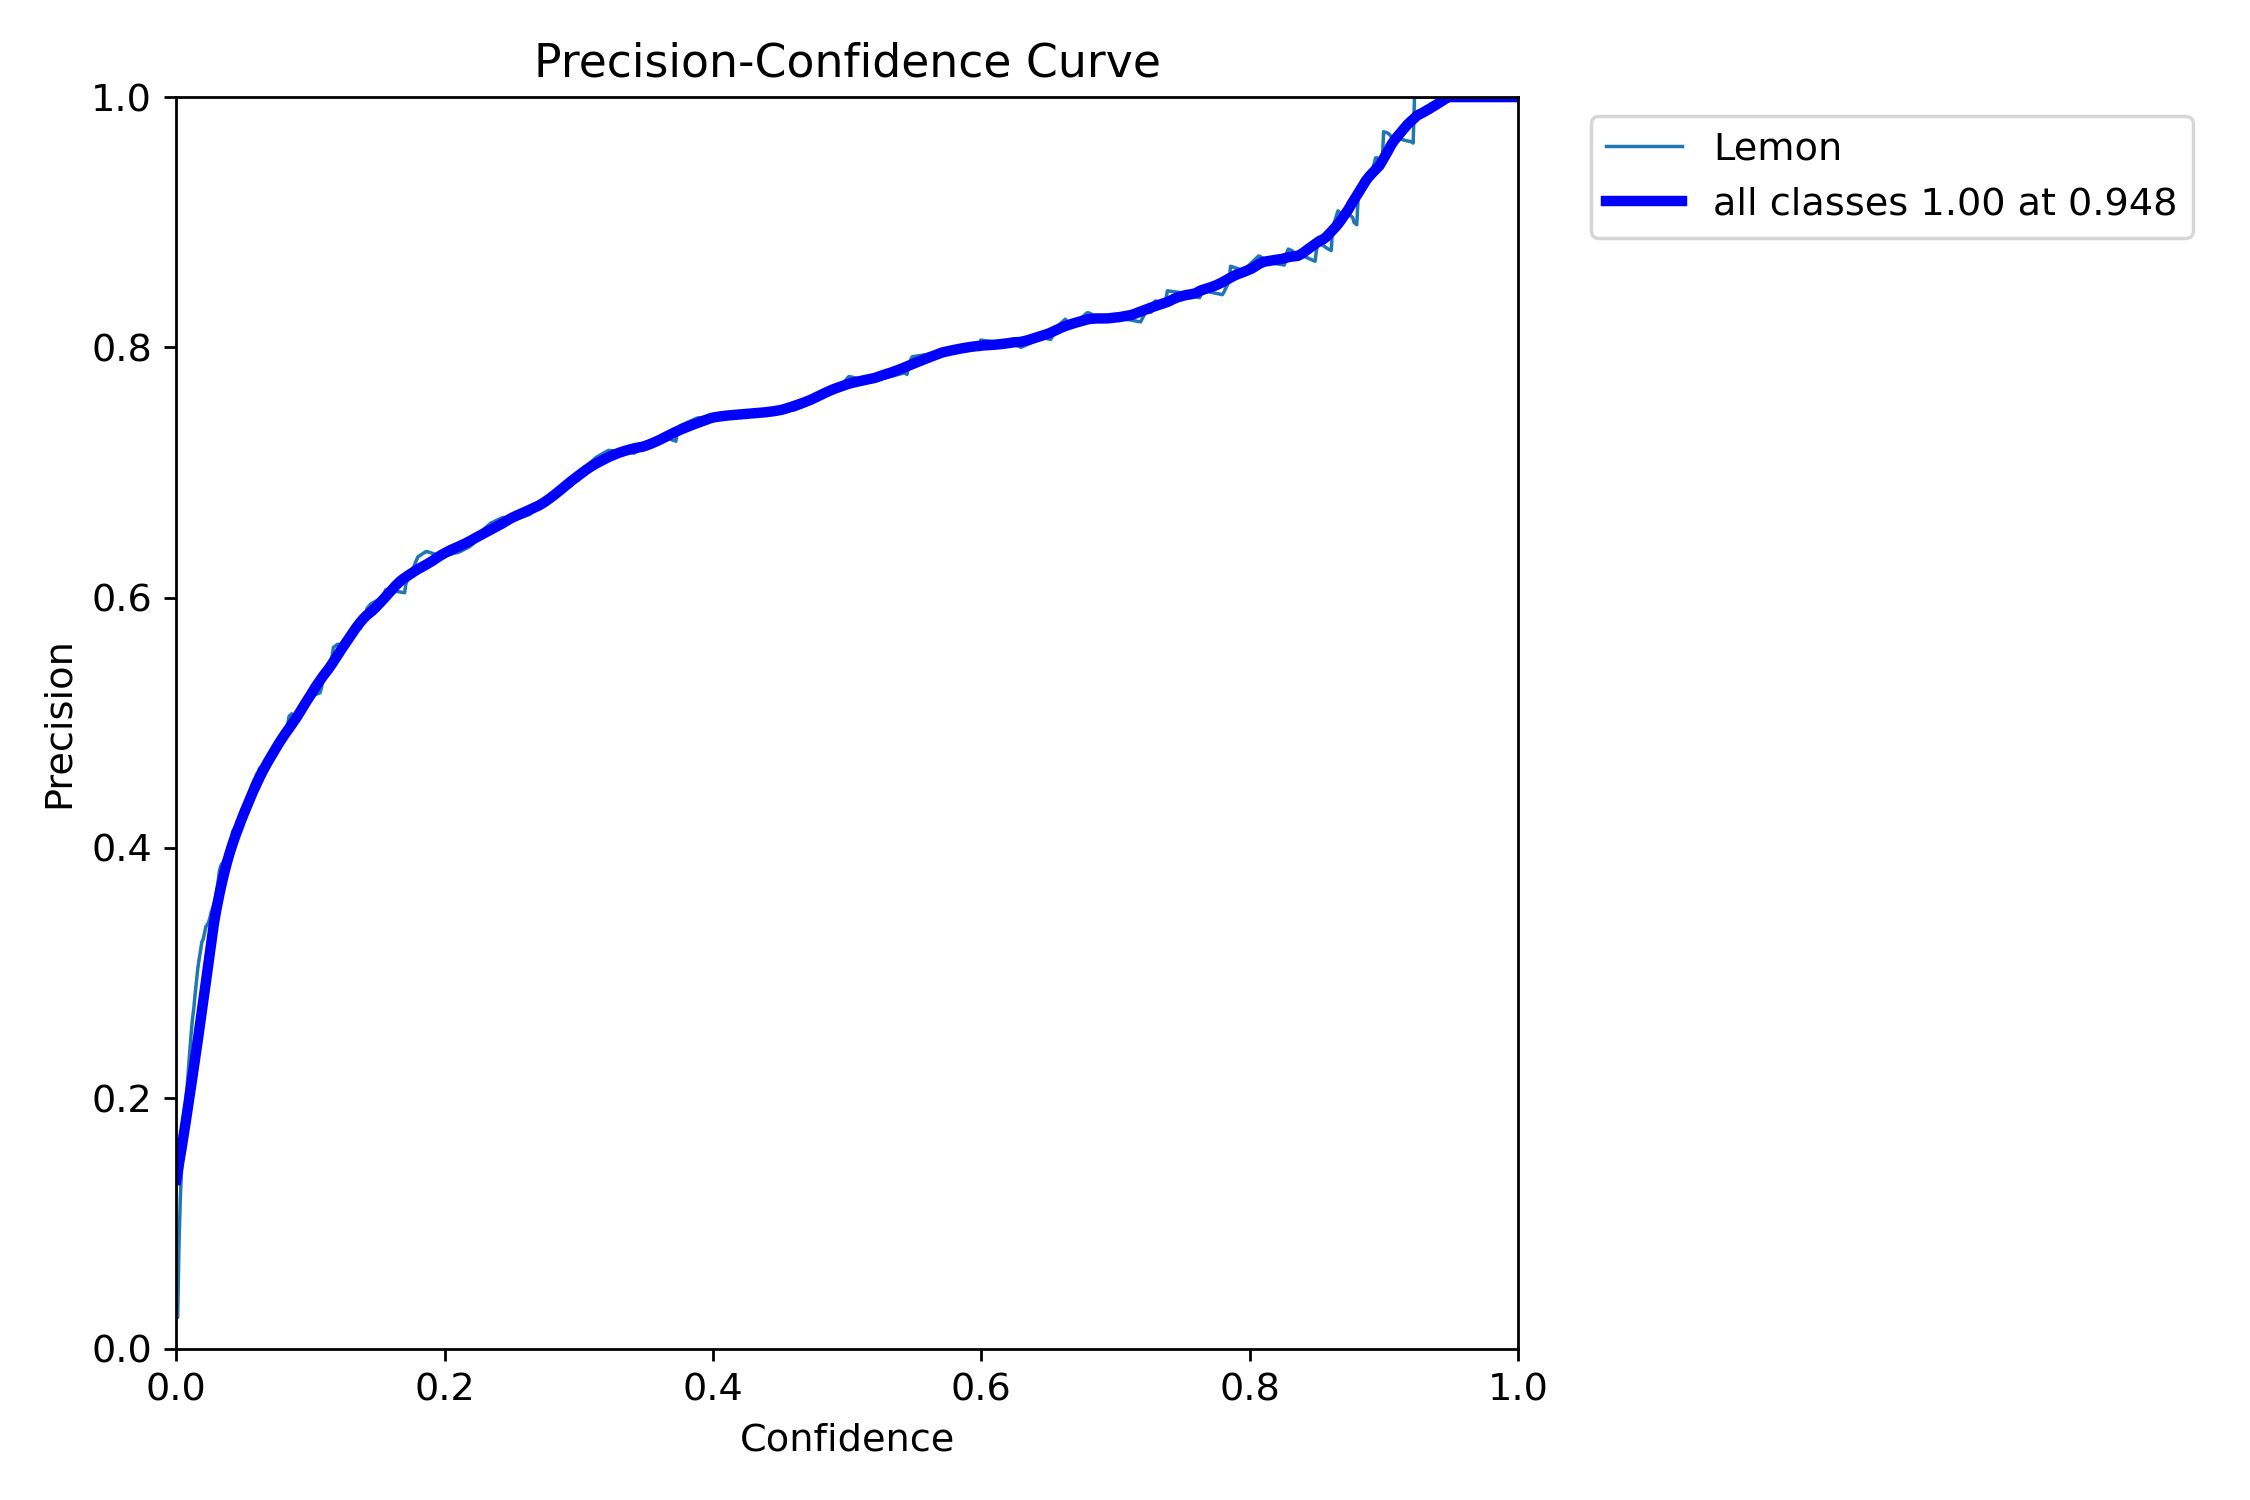 Precision-Confidence Curve
1.0
0.8
0.6
0.4
0.2
0.0
Precision
0.0 0.2 0.4 0.6 0.8 1.0
Confidence
Lemon
all classes 1.00 at 0.948